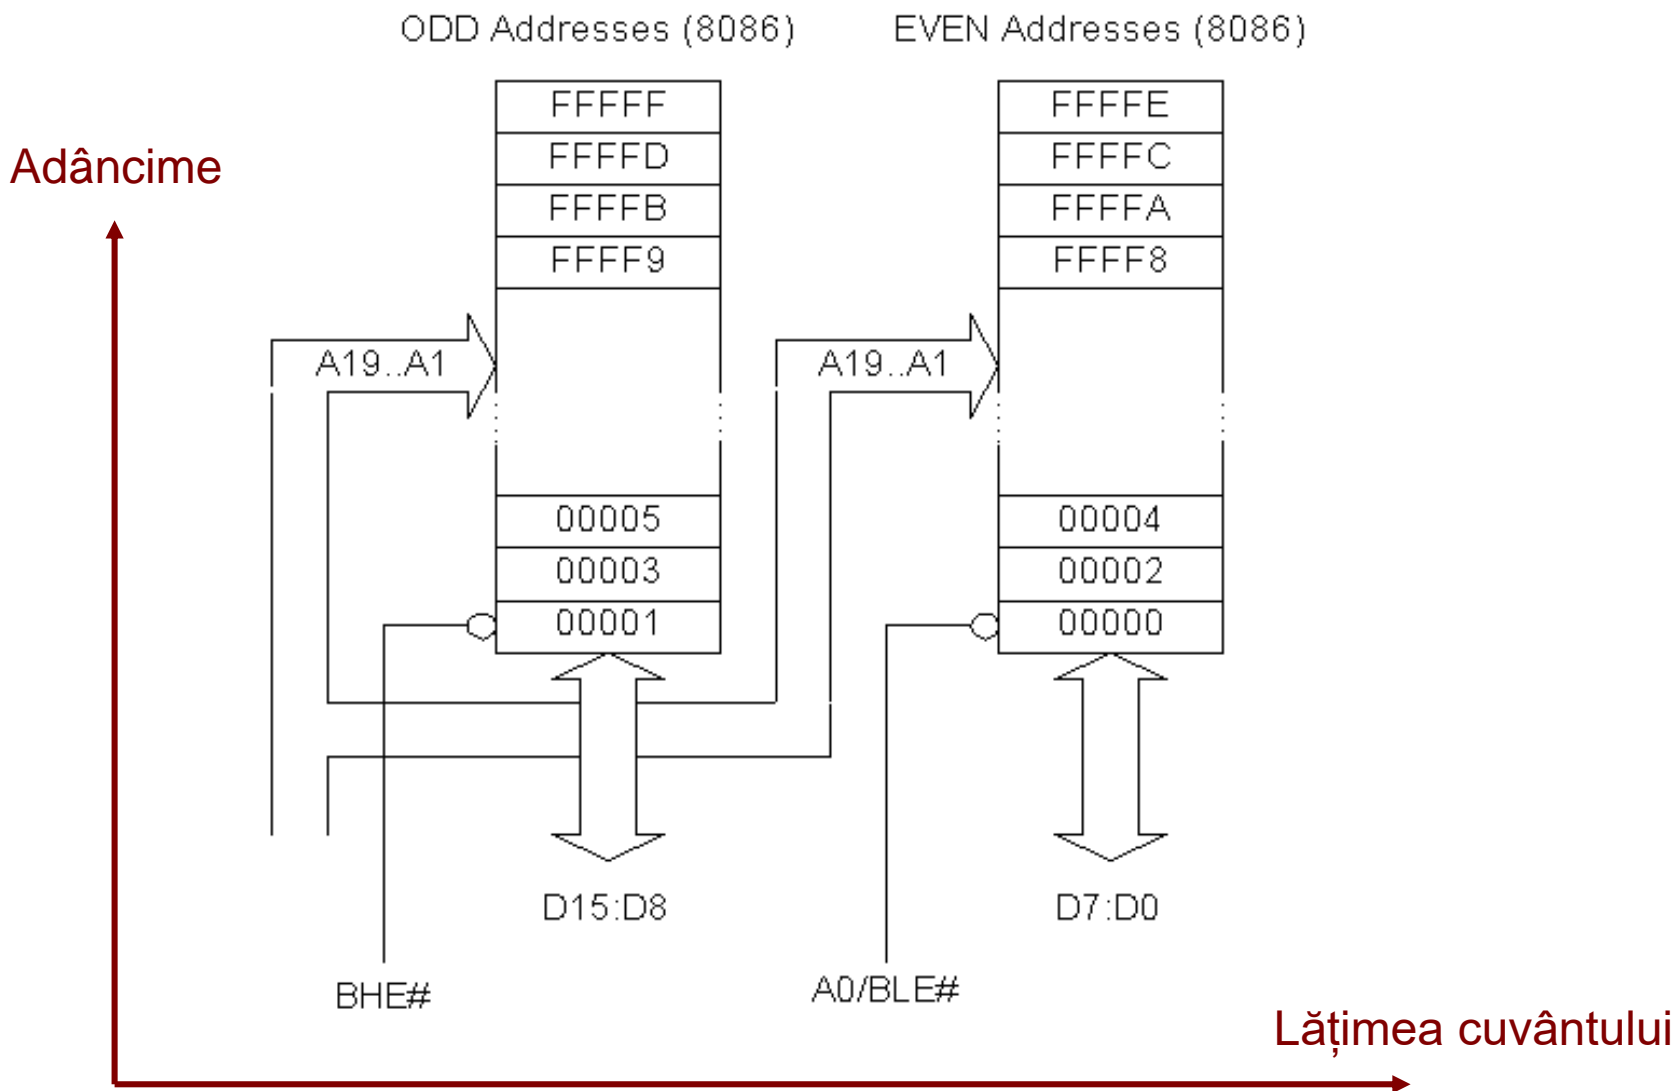 ODD Addresses (8086)
EVEN Addresses (8086)
Adâncime
FFFFF
FFFFD
FFFFB
FFFF9
A19..A1
00005
00003
00001
D15:D8
BHE#
FFFFE
FFFFC
FFFFA
FFFF8
A19..A1
00004
00002
00000
D7:D0
A0/BLE#
Lățimea cuvântului